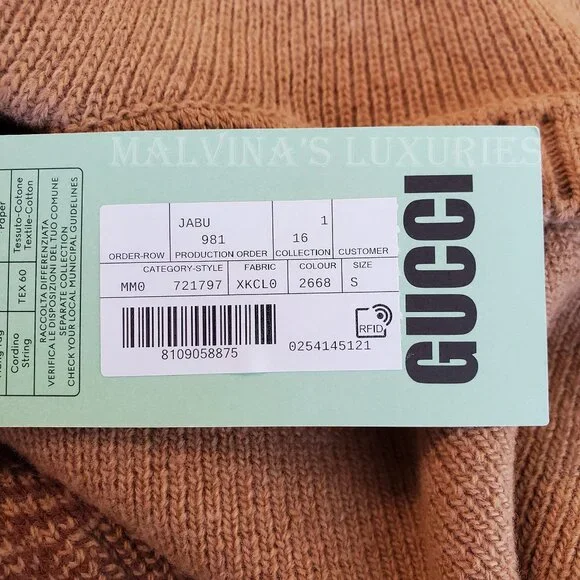 MALVINA'S LUXURIES
JABU 1
981 16
ORDER-ROW PRODUCTION ORDER COLLECTION CUSTOMER
CATEGORY-STYLE FABRIC COLOUR SIZE
MM0 721797 XKCL0 2668 S
8109058875
0254145121
RFID
GUCCI
Paper
Tessuto-Cotone
Textile-Cotton
TEX 60
Hang Tag
Cordino
String
RACCOLTA DIFFERENZIATA
VERIFICA LE DISPOSIZIONI DEL TUO COMUNE
SEPARATE COLLECTION
CHECK YOUR LOCAL MUNICIPAL GUIDELINES